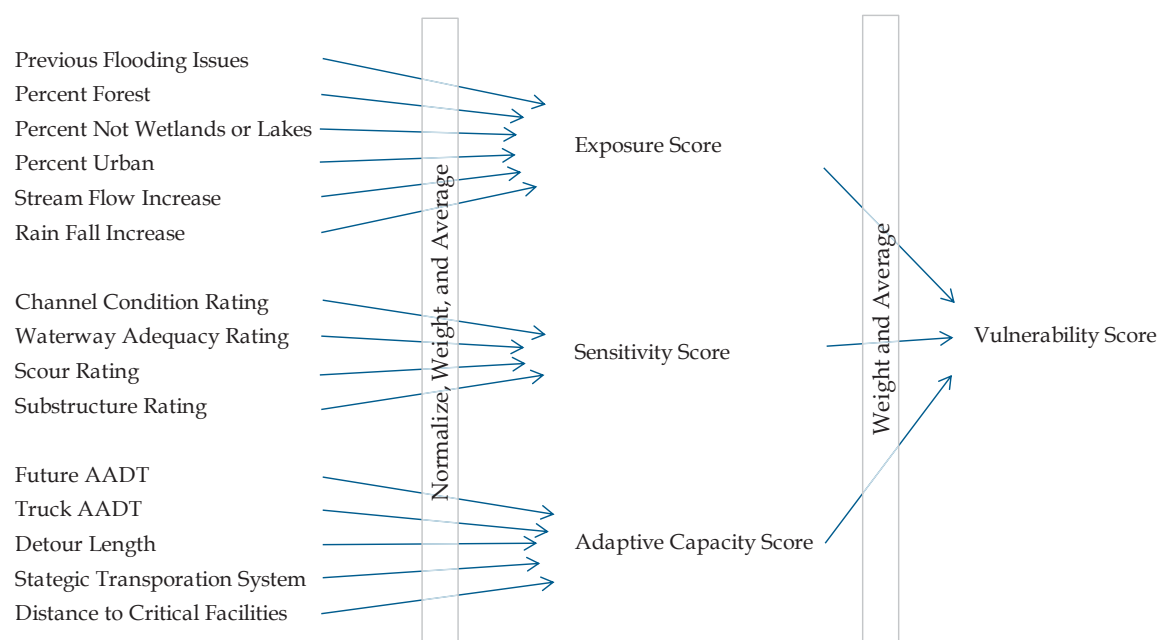 Previous Flooding Issues
Percent Forest
Percent Not Wetlands or Lakes
Percent Urban
Stream Flow Increase
Rain Fall Increase
Channel Condition Rating
Waterway Adequacy Rating
Scour Rating
Substructure Rating
Future AADT
Truck AADT
Detour Length
Stategic Transporation System
Distance to Critical Facilities
Normalize, Weight, and Average
Exposure Score
Sensitivity Score
Adaptive Capacity Score
Weight and Average
Vulnerability Score